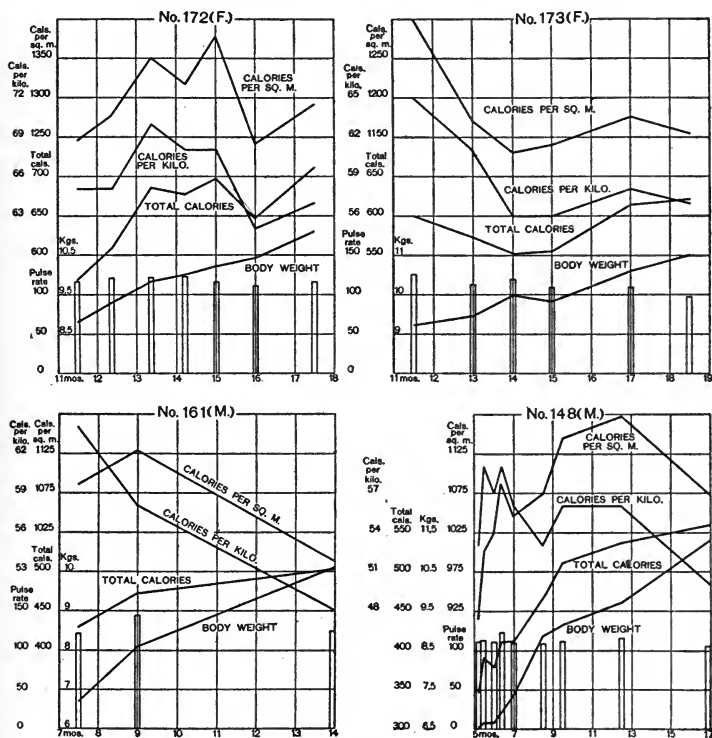 No. 172 (F.)
Cals. per sq. m.
1350
1300
1250
Cals. per kilo.
72
69
66
63
Total cals.
700
650
600
Kgs.
10.5
9.5
8.5
Pulse rate
100
50
0
CALORIES PER SQ. M.
CALORIES PER KILO.
TOTAL CALORIES
BODY WEIGHT
11 mos. 12 13 14 15 16 17 18
No. 173 (F.)
Cals. per sq. m.
1250
1200
1150
Cals. per kilo.
65
62
59
56
Total cals.
650
600
550
Kgs.
11
10
9
Pulse rate
150
100
50
0
CALORIES PER SQ. M.
CALORIES PER KILO.
TOTAL CALORIES
BODY WEIGHT
11 mos. 12 13 14 15 16 17 18 19
No. 161 (M.)
Cals. per kilo.
62
59
56
53
Cals. per sq. m.
1125
1075
1025
Total cals.
500
450
400
Kgs.
10
9
8
7
6
Pulse rate
150
100
50
0
CALORIES PER SQ. M.
CALORIES PER KILO.
TOTAL CALORIES
BODY WEIGHT
7 mos. 8 9 10 11 12 13 14
No. 148 (M.)
Cals. per sq. m.
1125
1075
1025
975
925
Cals. per kilo.
57
54
51
48
Total cals.
550
500
450
400
350
300
Kgs.
11.5
10.5
9.5
8.5
7.5
6.5
Pulse rate
100
50
0
CALORIES PER SQ. M.
CALORIES PER KILO.
TOTAL CALORIES
BODY WEIGHT
5 mos. 7 9 11 13 15 17